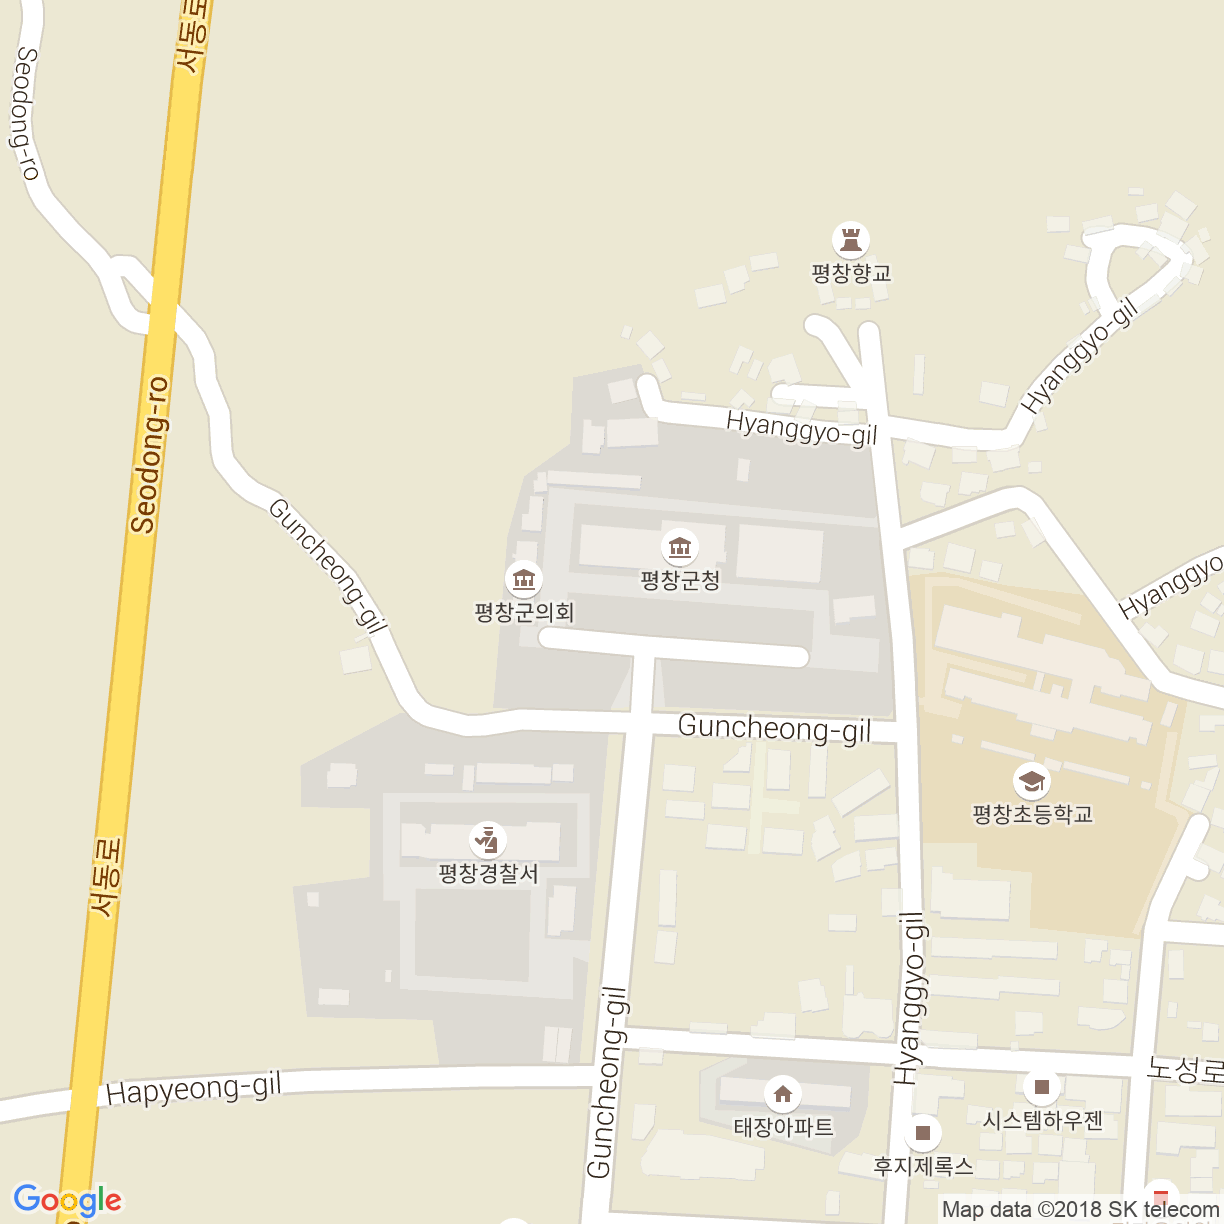 서동로
Seodong-ro
평창향교
Hyanggyo-gil
Seodong-ro
Hyanggyo-gil
Guncheong-gil
평창군청
평창군의회
Hyanggyo
Guncheong-gil
평창초등학교
서동로
평창경찰서
Hyanggyo-gil
Guncheong-gil
Hapyeong-gil
노성로
태장아파트
시스템하우젠
후지제록스
Google
Map data ©2018 SK telecom